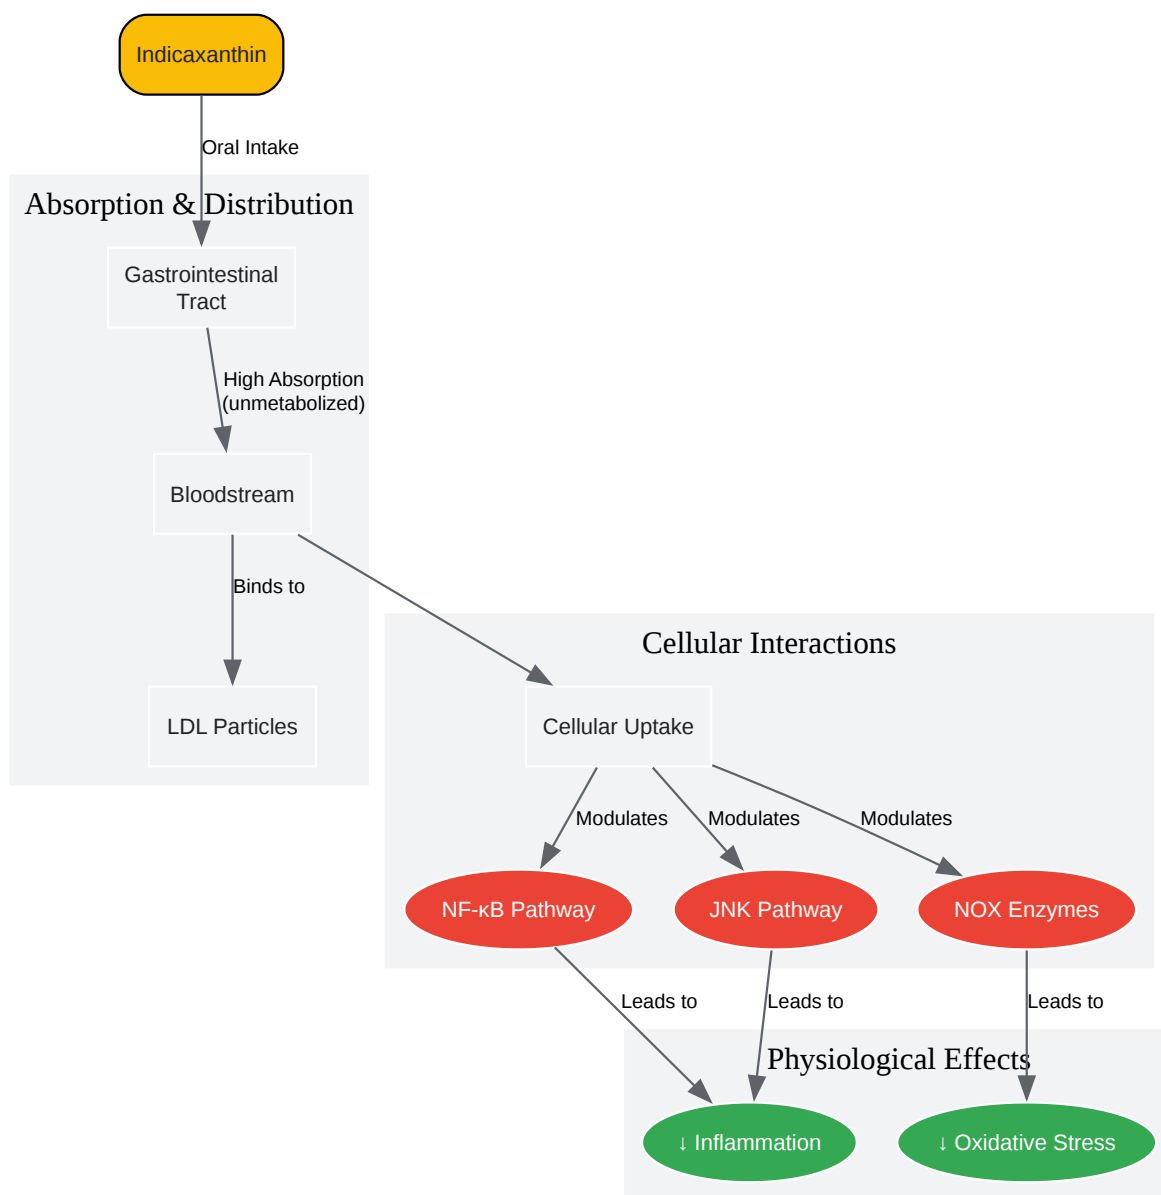 Indicaxanthin
Oral Intake
Absorption & Distribution
Gastrointestinal
Tract
High Absorption
(unmetabolized)
Bloodstream
Binds to
LDL Particles
Cellular Interactions
Cellular Uptake
Modulates
Modulates
Modulates
NF-κB Pathway
JNK Pathway
NOX Enzymes
Leads to
Leads to
Leads to
Physiological Effects
↓ Inflammation
↓ Oxidative Stress